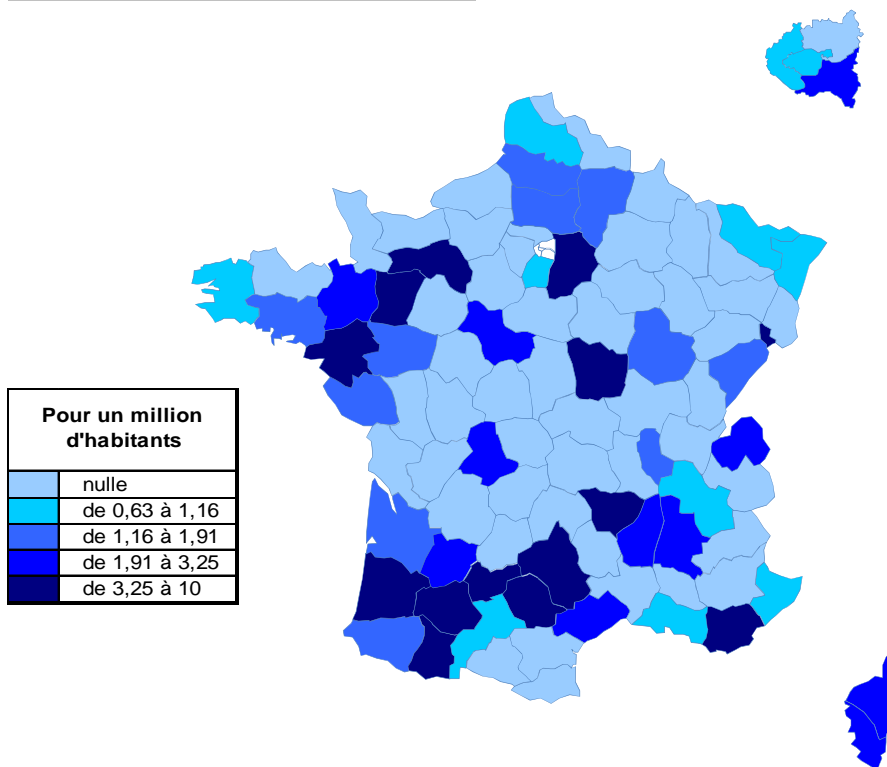 Pour un million
d'habitants
nulle
de 0,63 à 1,16
de 1,16 à 1,91
de 1,91 à 3,25
de 3,25 à 10